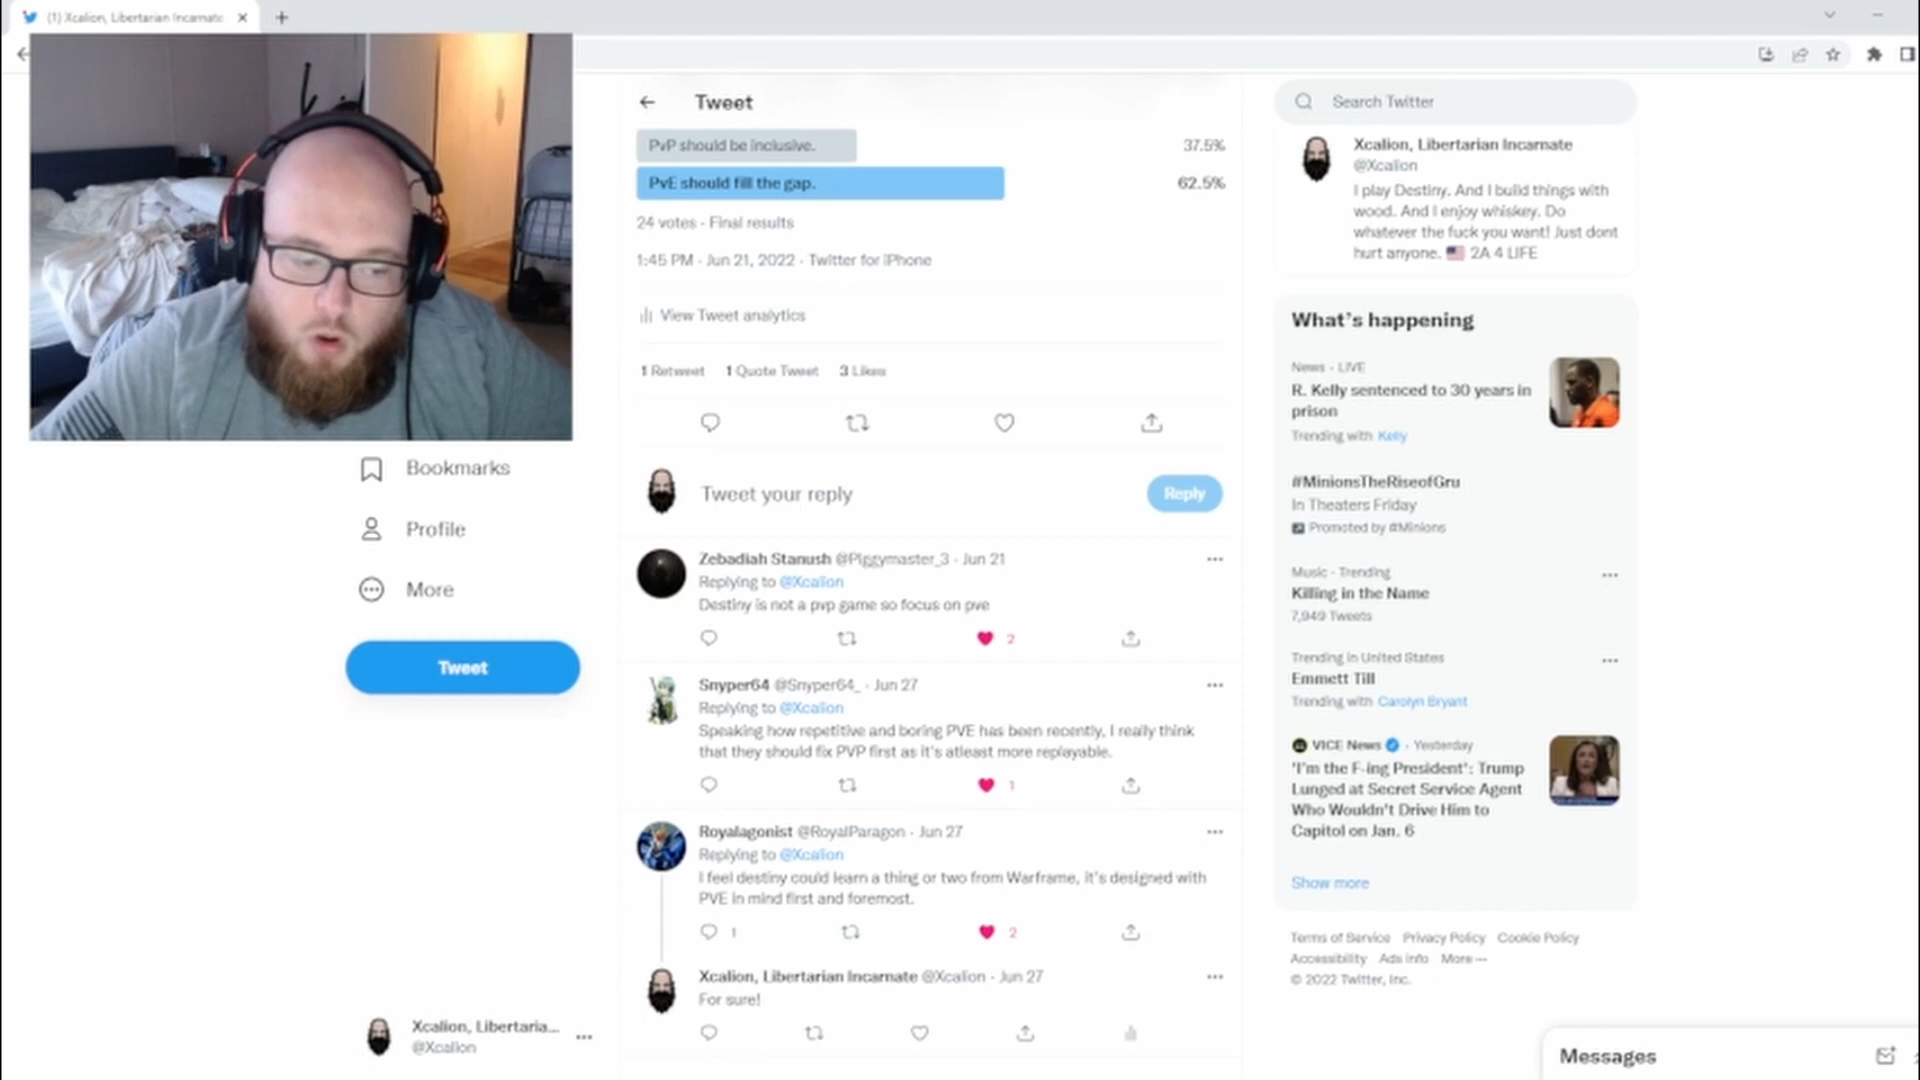 (1) Xcalion, Libertarian Incarnate
Tweet
PvP should be inclusive.
37.5%
PvE should fill the gap.
62.5%
24 votes · Final results
1:45 PM · Jun 21, 2022 · Twitter for iPhone
View Tweet analytics
1 Retweet 1 Quote Tweet 3 Likes
Tweet your reply
Reply
Zebadiah Stanush @Piggymaster_3 · Jun 21
Replying to @Xcalion
Destiny is not a pvp game so focus on pve
2
Snyper64 @Snyper64_ · Jun 27
Replying to @Xcalion
Speaking how repetitive and boring PVE has been recently, I really think
that they should fix PVP first as it's atleast more replayable.
1
Royalagonist @RoyalParagon · Jun 27
Replying to @Xcalion
I feel destiny could learn a thing or two from Warframe, it's designed with
PVE in mind first and foremost.
1
2
Xcalion, Libertarian Incarnate @Xcalion · Jun 27
For sure!
Bookmarks
Profile
More
Tweet
Xcalion, Libertaria...
@Xcalion
Search Twitter
Xcalion, Libertarian Incarnate
@Xcalion
I play Destiny. And I build things with
wood. And I enjoy whiskey. Do
whatever the fuck you want! Just dont
hurt anyone. 🇺🇸 2A 4 LIFE
What's happening
News · LIVE
R. Kelly sentenced to 30 years in
prison
Trending with Kelly
#MinionsTheRiseofGru
In Theaters Friday
Promoted by #Minions
Music · Trending
Killing in the Name
7,949 Tweets
Trending in United States
Emmett Till
Trending with Carolyn Bryant
VICE News · Yesterday
'I'm the F-ing President': Trump
Lunged at Secret Service Agent
Who Wouldn't Drive Him to
Capitol on Jan. 6
Show more
Terms of Service Privacy Policy Cookie Policy
Accessibility Ads info More ···
© 2022 Twitter, Inc.
Messages